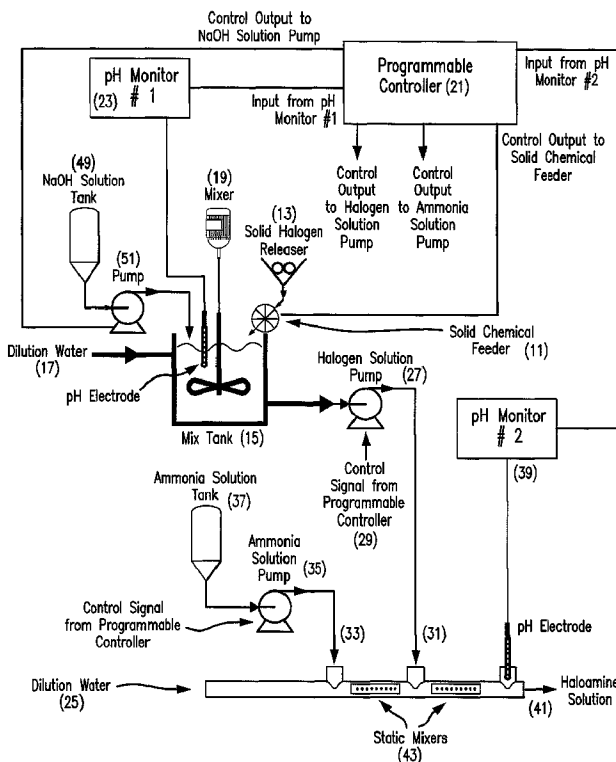 Control Output to
NaOH Solution Pump
pH Monitor
# 1
(23)
Programmable
Controller (21)
Input from pH
Monitor #1
Input from pH
Monitor #2
Control Output to
Solid Chemical
Feeder
Control
Output
to Halogen
Solution
Pump
Control
Output
to Ammonia
Solution
Pump
(49)
NaOH Solution
Tank
(19)
Mixer
(13)
Solid Halogen
Releaser
(51)
Pump
Dilution Water
(17)
pH Electrode
Solid Chemical
Feeder (11)
Mix Tank (15)
Halogen Solution
Pump (27)
Control
Signal from
Programmable
Controller
(29)
pH Monitor
# 2
(39)
Ammonia Solution
Tank
(37)
Ammonia
Solution
Pump
(35)
Control Signal
from Programmable
Controller
(33)
(31)
pH Electrode
Dilution Water
(25)
Static Mixers
(43)
Haloamine
Solution
(41)